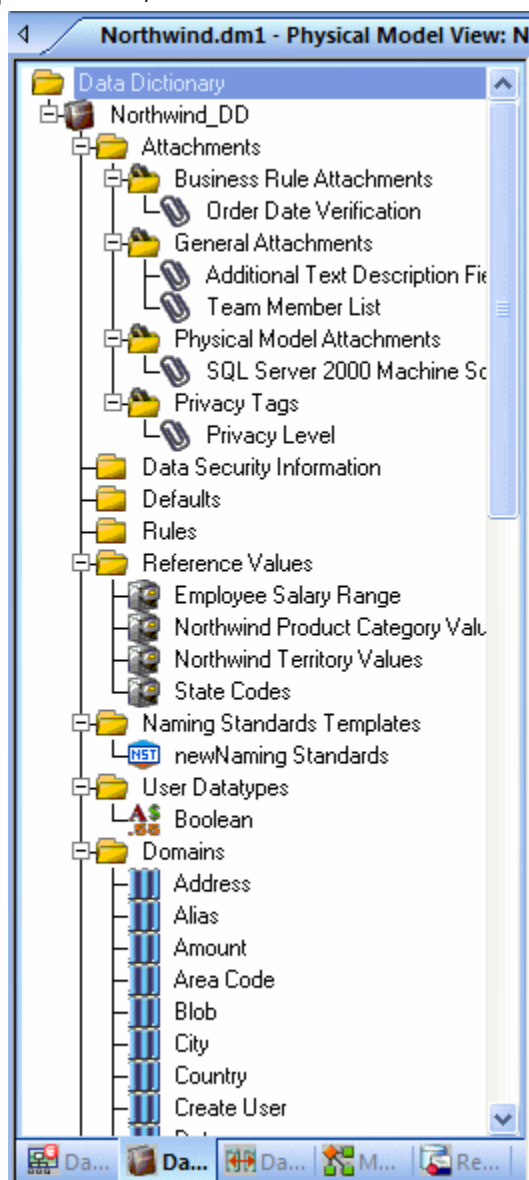 Northwind.dm1 - Physical Model View: N
Data Dictionary
Northwind_DD
Attachments
Business Rule Attachments
Order Date Verification
General Attachments
Additional Text Description Fie
Team Member List
Physical Model Attachments
SQL Server 2000 Machine Sc
Privacy Tags
Privacy Level
Data Security Information
Defaults
Rules
Reference Values
Employee Salary Range
Northwind Product Category Valu
Northwind Territory Values
State Codes
Naming Standards Templates
NST newNaming Standards
User Datatypes
Boolean
Domains
Address
Alias
Amount
Area Code
Blob
City
Country
Create User
Da... Da... Da... M... Re...